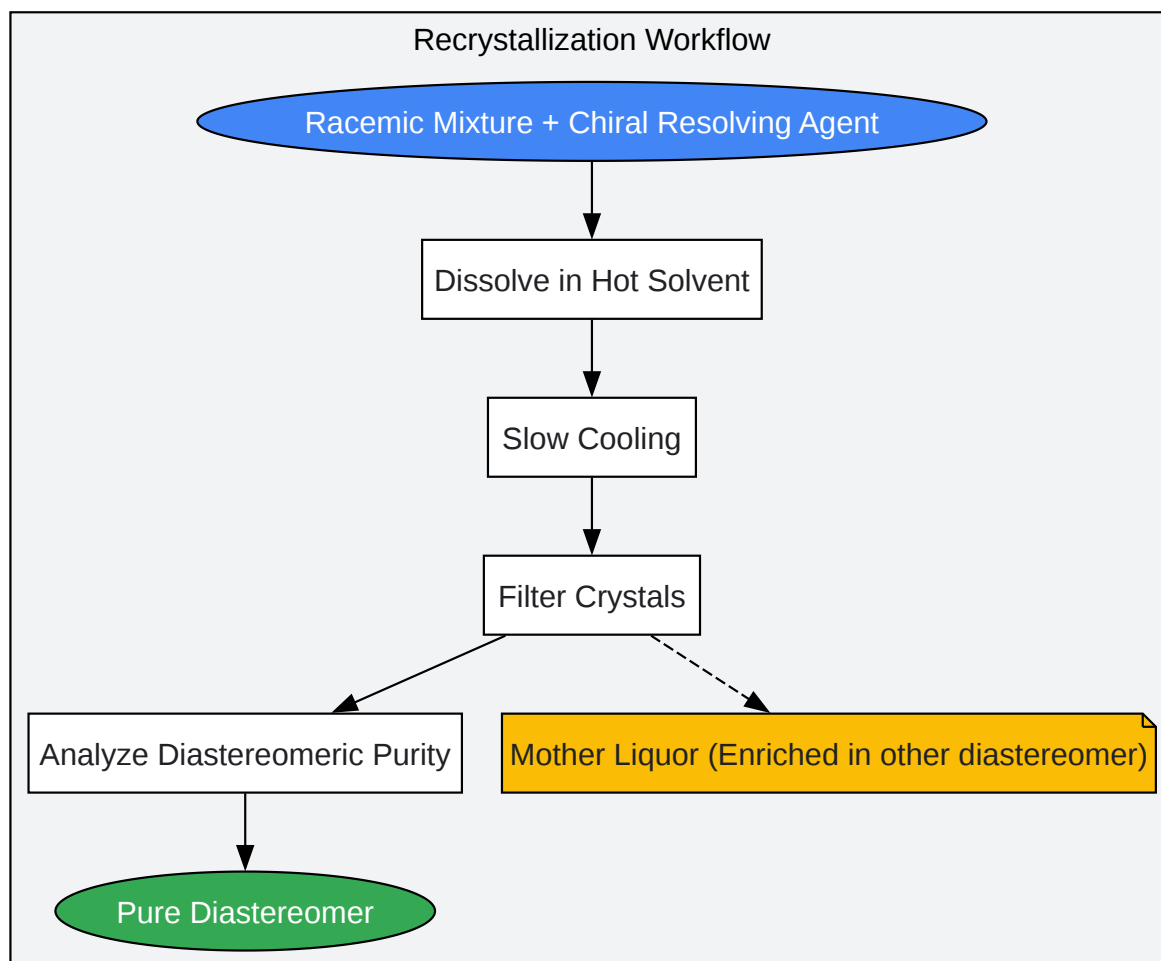 Recrystallization Workflow
Racemic Mixture + Chiral Resolving Agent
Dissolve in Hot Solvent
Slow Cooling
Filter Crystals
Analyze Diastereomeric Purity
Mother Liquor (Enriched in other diastereomer)
Pure Diastereomer